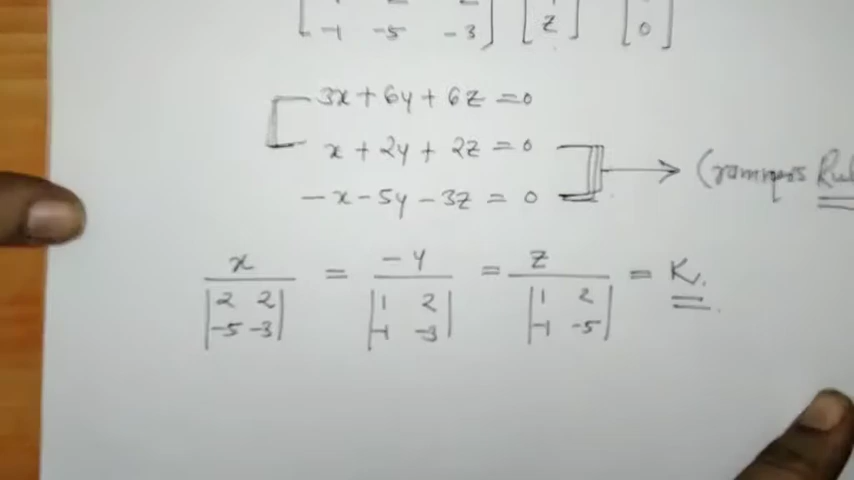 -1 -5 -3 z 0
3x + 6y + 6z = 0
x + 2y + 2z = 0
-x - 5y - 3z = 0
x = -y = z = K.
2 2 1 2 1 2
-5 -3 -1 -3 -1 -5